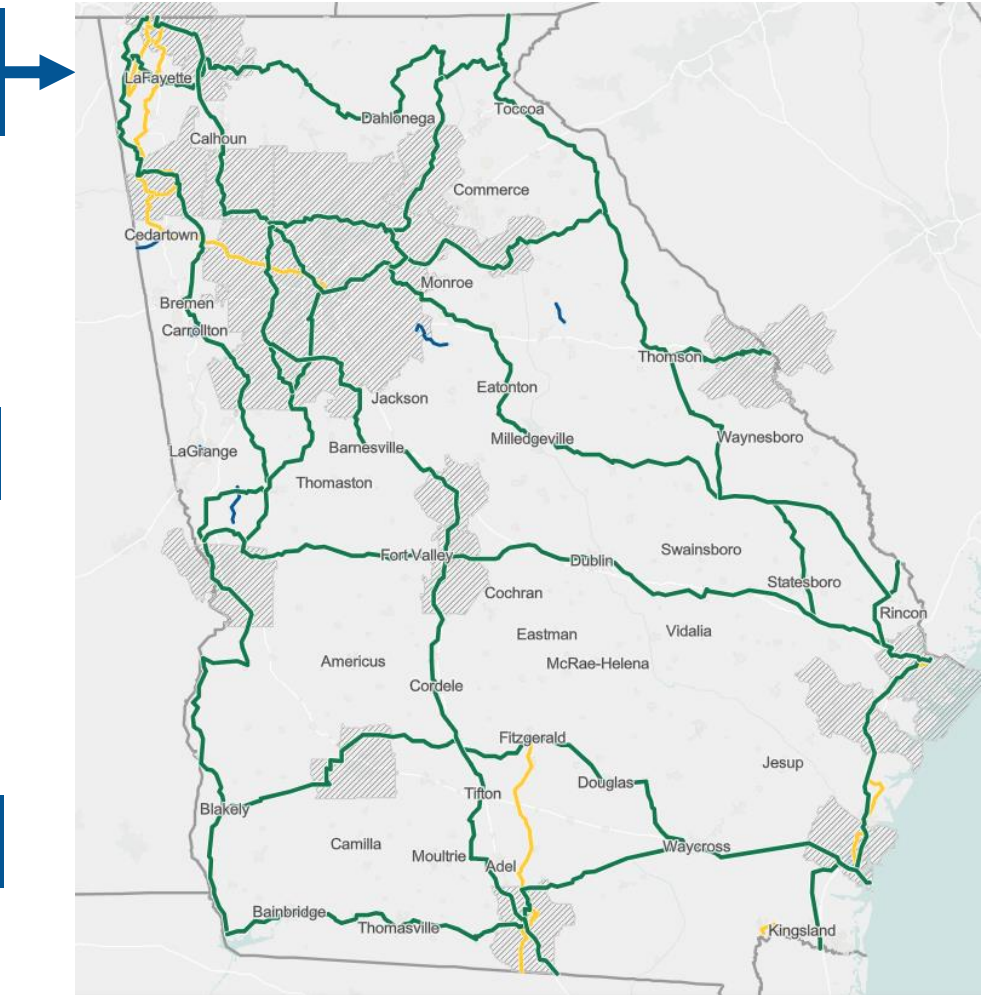 LaFayette
Toccoa
Dahlonega
Calhoun
Commerce
Cedartown
Monroe
Bremen
Carrollton
Thomson
Eatonton
Jackson
Waynesboro
Milledgeville
Barnesville
LaGrange
Thomaston
Swainsboro
Fort Valley
Dublin
Statesboro
Cochran
Rincon
Vidalia
Eastman
McRae-Helena
Americus
Cordele
Fitzgerald
Jesup
Douglas
Tifton
Blakely
Camilla
Waycross
Moultrie
Adel
Bainbridge
Thomasville
Kingsland